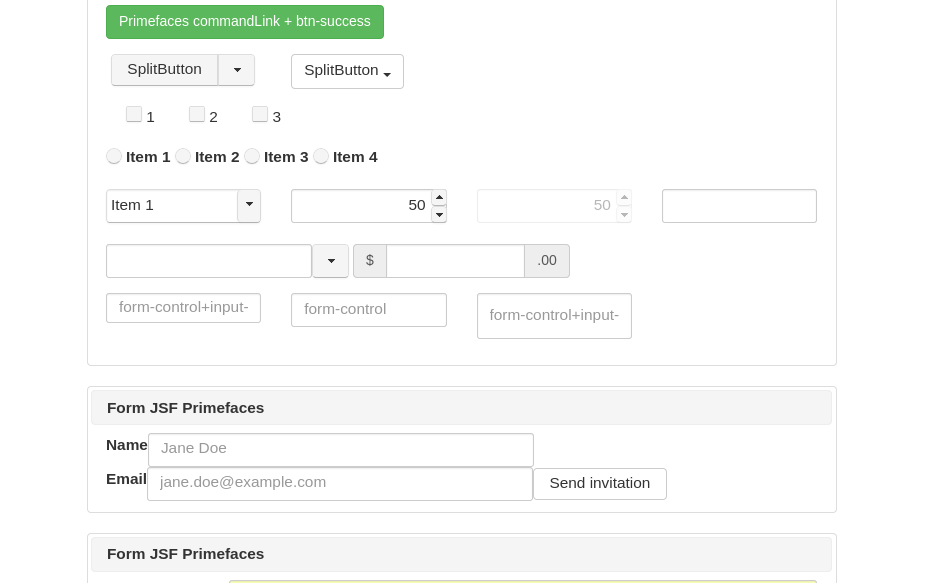 Primefaces commandLink + btn-success
SplitButton SplitButton
1 2 3
Item 1 Item 2 Item 3 Item 4
Item 1 50 50
$ .00
form-control+input- form-control form-control+input-
Form JSF Primefaces
Name Jane Doe
Email jane.doe@example.com Send invitation
Form JSF Primefaces